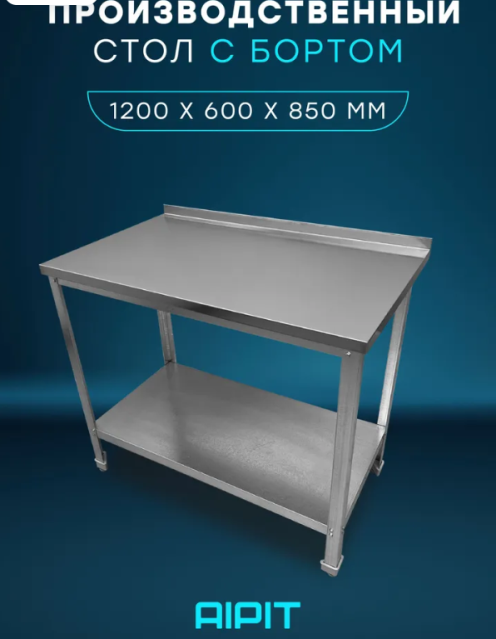 ПРОИЗВОДСТВЕННЫЙ
СТОЛ С БОРТОМ
1200 Х 600 Х 850 ММ
AIPIT